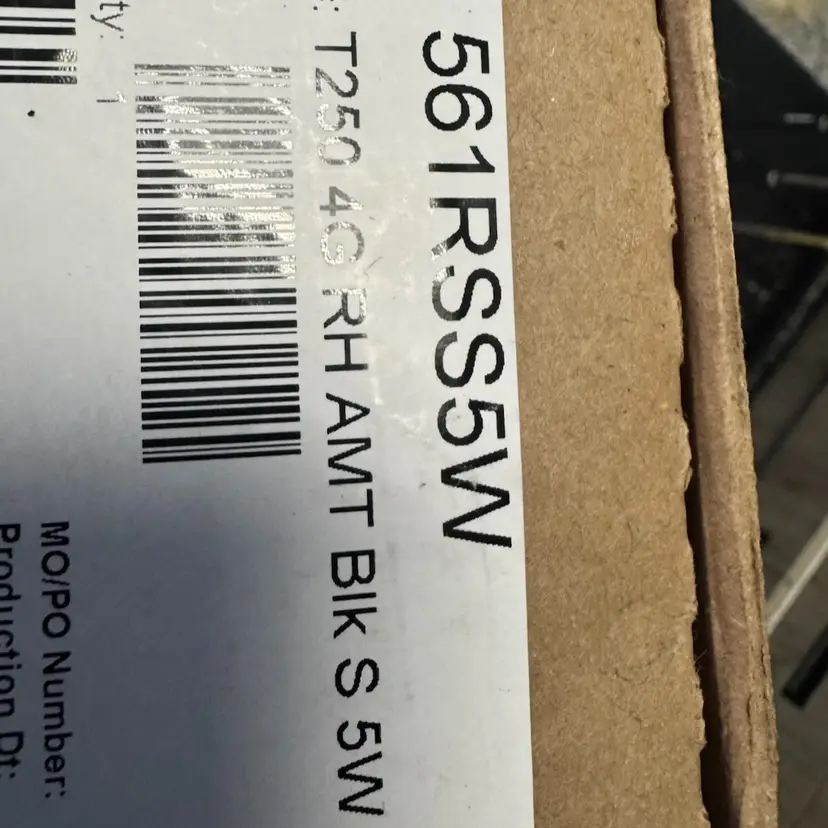 561RSS5W
: T250 4G RH AMT Blk S 5W
ty: 1
MO/PO Number:
Production Dt: